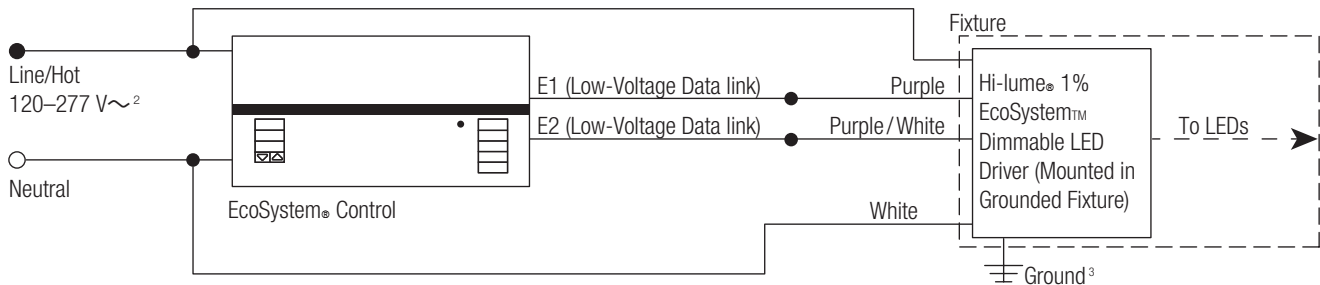 Fixture
Line/Hot
120–277 V~ ²
E1 (Low-Voltage Data link)
Purple
E2 (Low-Voltage Data link)
Purple/White
Hi-lume® 1%
EcoSystem™
Dimmable LED
Driver (Mounted in
Grounded Fixture)
To LEDs
Neutral
EcoSystem® Control
White
Ground ³